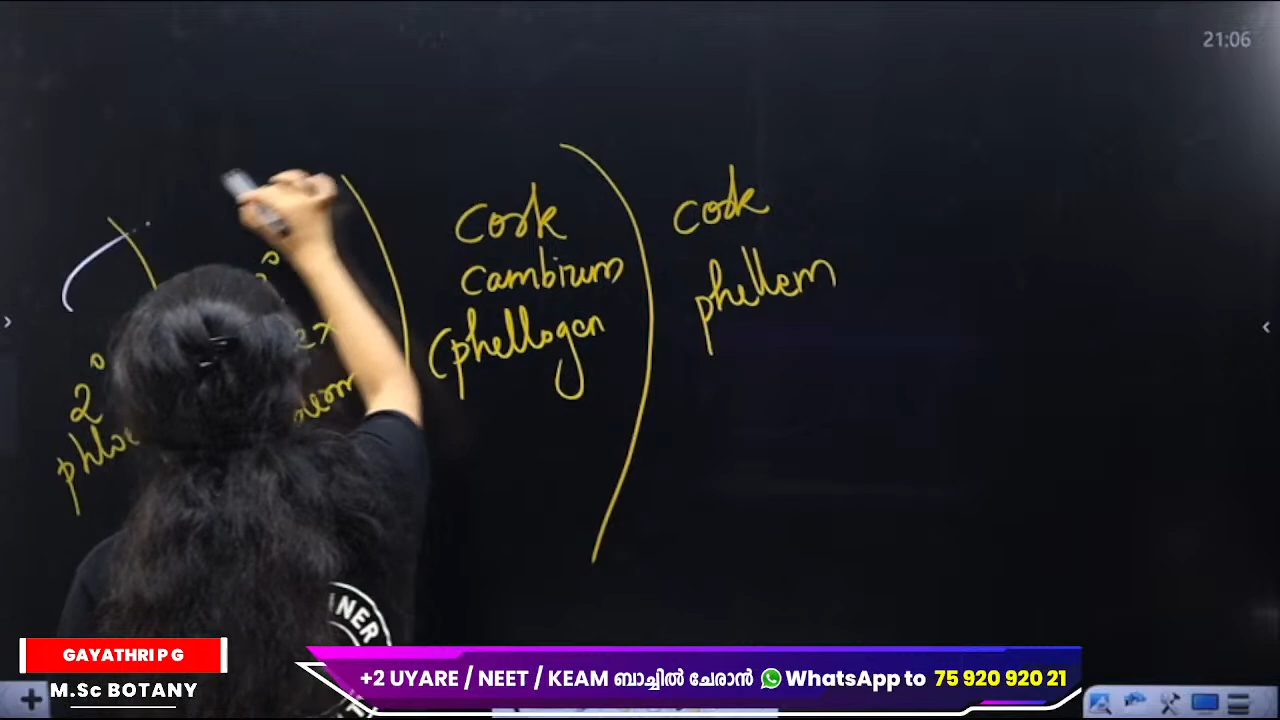 21:06
cork
cambium
(phellogen
cork
phellem
2°
GAYATHRI P G
M.Sc BOTANY
+2 UYARE / NEET / KEAM ബാച്ചിൽ ചേരാൻ WhatsApp to 75 920 920 21